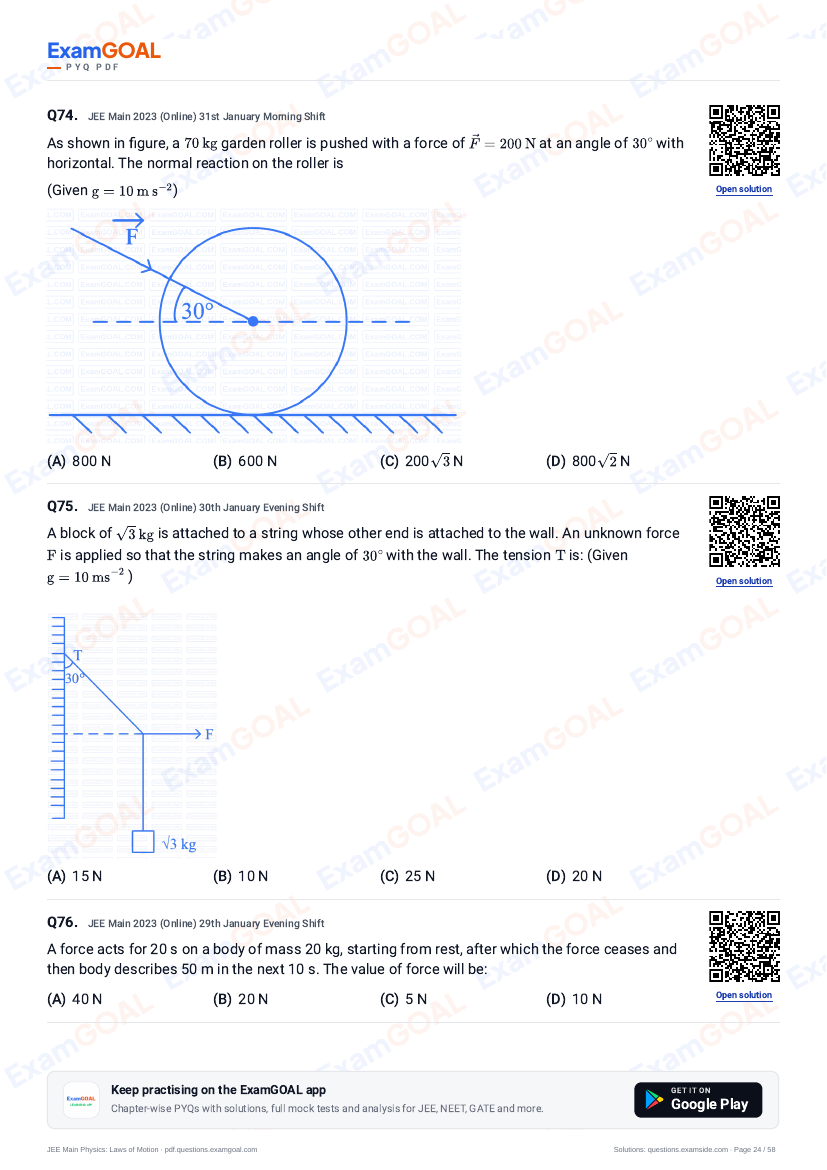 ExamGOAL
PYQ PDF
Q74. JEE Main 2023 (Online) 31st January Morning Shift
As shown in figure, a 70 kg garden roller is pushed with a force of $\vec{F}$ = 200 N at an angle of 30° with
horizontal. The normal reaction on the roller is
(Given g = 10 m s⁻²)
Open solution
F
30°
(A) 800 N (B) 600 N (C) 200√3 N (D) 800√2 N
Q75. JEE Main 2023 (Online) 30th January Evening Shift
A block of √3 kg is attached to a string whose other end is attached to the wall. An unknown force
F is applied so that the string makes an angle of 30° with the wall. The tension T is: (Given
g = 10 ms⁻² )
Open solution
T
30°
F
√3 kg
(A) 15 N (B) 10 N (C) 25 N (D) 20 N
Q76. JEE Main 2023 (Online) 29th January Evening Shift
A force acts for 20 s on a body of mass 20 kg, starting from rest, after which the force ceases and
then body describes 50 m in the next 10 s. The value of force will be:
Open solution
(A) 40 N (B) 20 N (C) 5 N (D) 10 N
ExamGOAL
Keep practising on the ExamGOAL app
Chapter-wise PYQs with solutions, full mock tests and analysis for JEE, NEET, GATE and more.
GET IT ON
Google Play
JEE Main Physics: Laws of Motion · pdf.questions.examgoal.com
Solutions: questions.examside.com · Page 24 / 58